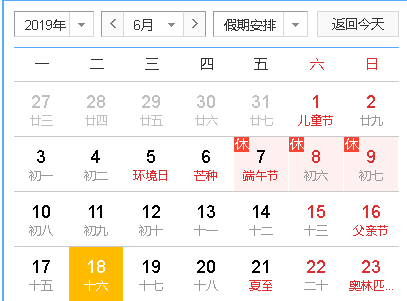 2019年 < 6月 > 假期安排 返回今天
一 二 三 四 五 六 日
27 28 29 30 31 1 2
廿三 廿四 廿五 廿六 廿七 儿童节 廿九
休 休 休
3 4 5 6 7 8 9
初一 初二 环境日 芒种 端午节 初六 初七
10 11 12 13 14 15 16
初八 初九 初十 十一 十二 十三 父亲节
17 18 19 20 21 22 23
十五 十六 十七 十八 夏至 二十 奥林匹...